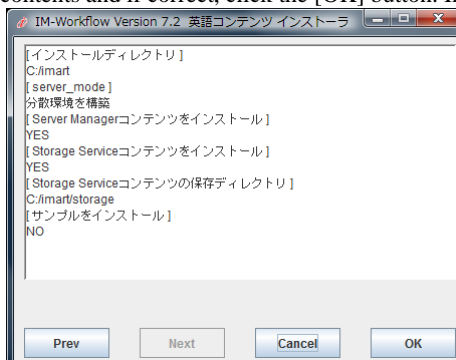 contents and if correct, click the [OK] button. I
IM-Workflow Version 7.2 英語コンテンツ インストーラ
[インストールディレクトリ]
C:/imart
[server_mode]
分散環境を構築
[Server Managerコンテンツをインストール]
YES
[Storage Serviceコンテンツをインストール]
YES
[Storage Serviceコンテンツの保存ディレクトリ]
C:/imart/storage
[サンプルをインストール]
NO
Prev Next Cancel OK